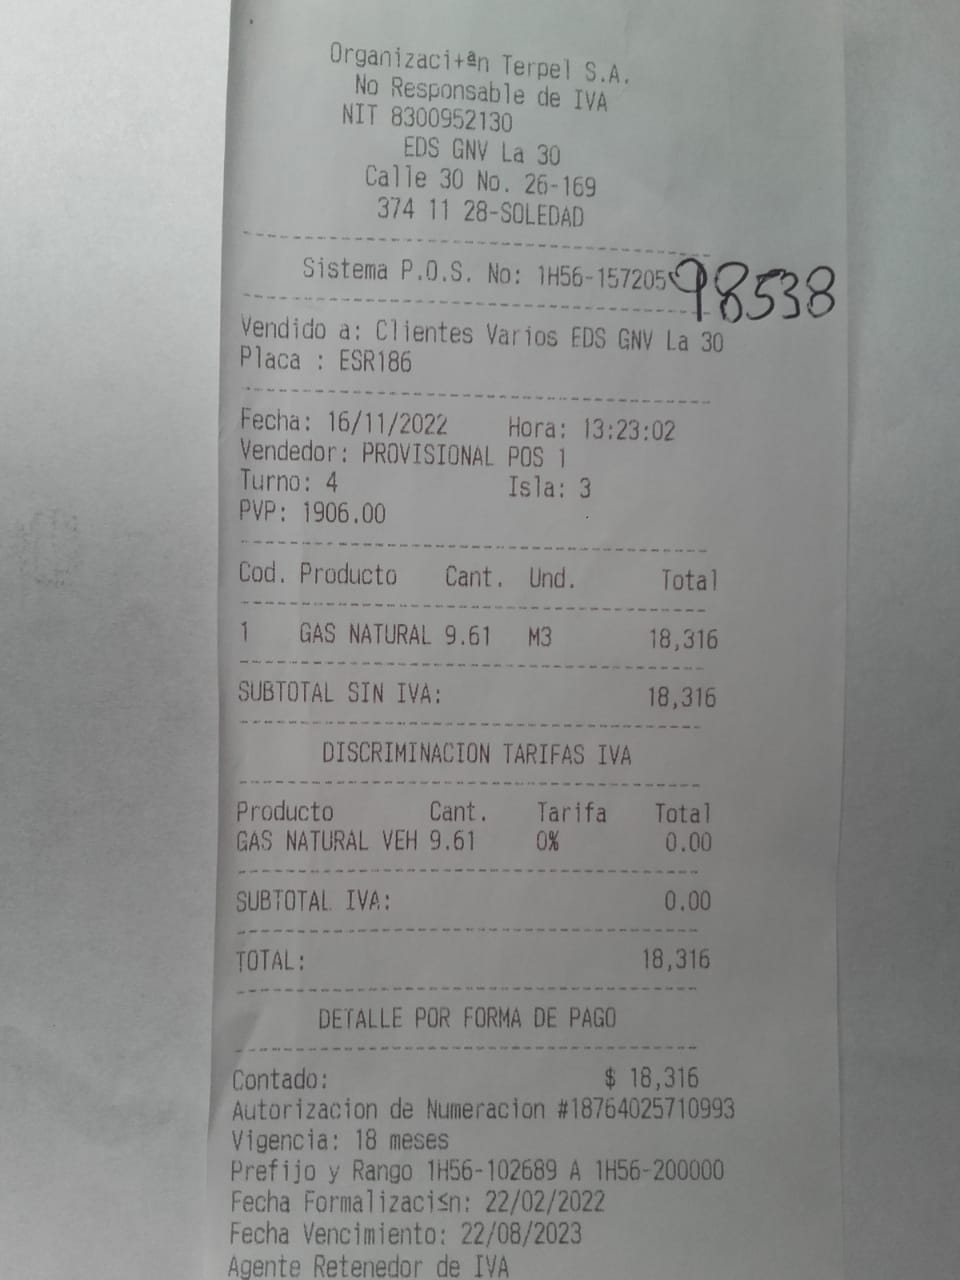 Organizaci+ªn Terpel S.A.
No Responsable de IVA
NIT 8300952130
EDS GNV La 30
Calle 30 No. 26-169
374 11 28-SOLEDAD
Sistema P.O.S. No: 1H56-157205 98538
Vendido a: Clientes Varios EDS GNV La 30
Placa : ESR186
Fecha: 16/11/2022 Hora: 13:23:02
Vendedor: PROVISIONAL POS 1
Turno: 4 Isla: 3
PVP: 1906.00
Cod. Producto Cant. Und. Total
1 GAS NATURAL 9.61 M3 18,316
SUBTOTAL SIN IVA: 18,316
DISCRIMINACION TARIFAS IVA
Producto Cant. Tarifa Total
GAS NATURAL VEH 9.61 0% 0.00
SUBTOTAL IVA: 0.00
TOTAL: 18,316
DETALLE POR FORMA DE PAGO
Contado: $ 18,316
Autorizacion de Numeracion #18764025710993
Vigencia: 18 meses
Prefijo y Rango 1H56-102689 A 1H56-200000
Fecha Formalizaci≤n: 22/02/2022
Fecha Vencimiento: 22/08/2023
Agente Retenedor de IVA